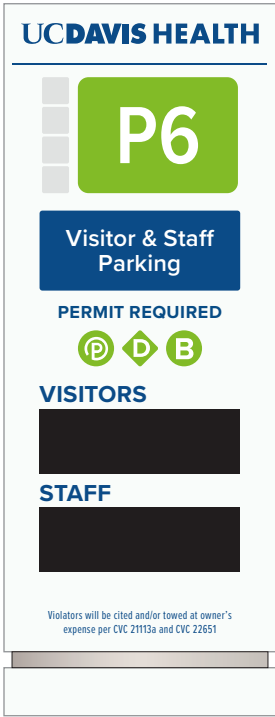 UCDAVIS HEALTH
P6
Visitor & Staff
Parking
PERMIT REQUIRED
P D B
VISITORS
STAFF
Violators will be cited and/or towed at owner's
expense per CVC 21113a and CVC 22651